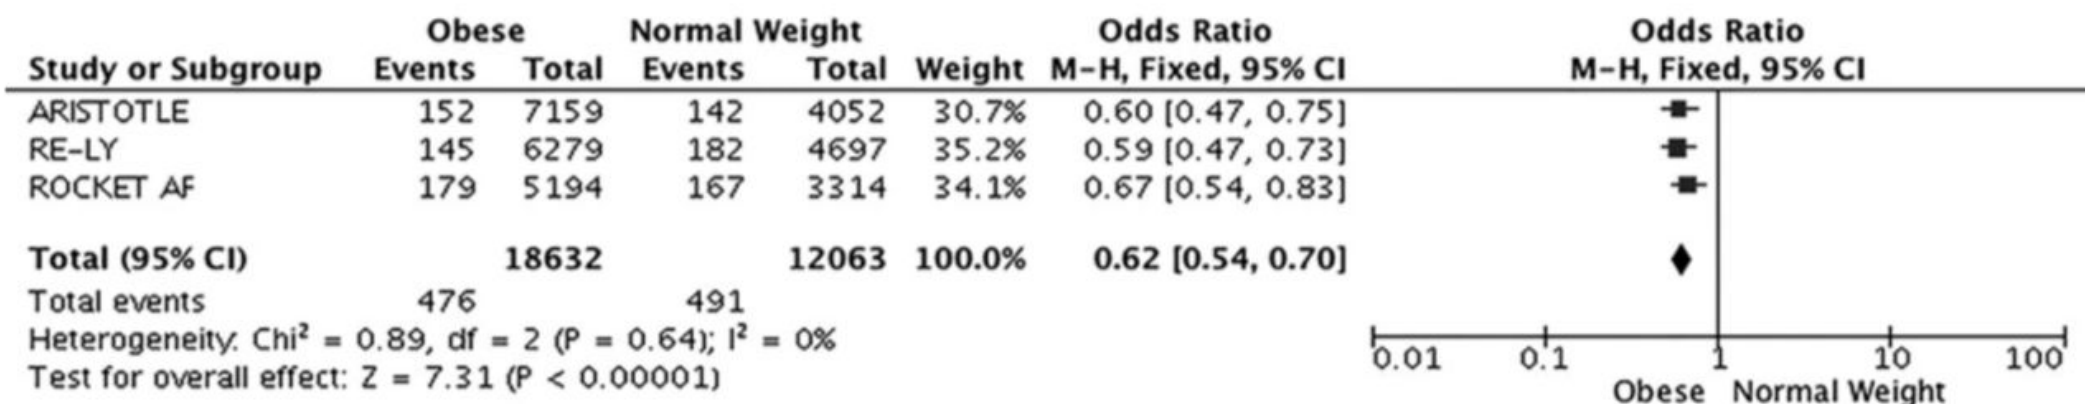 Obese Normal Weight Odds Ratio Odds Ratio
Study or Subgroup Events Total Events Total Weight M-H, Fixed, 95% CI M-H, Fixed, 95% CI
ARISTOTLE 152 7159 142 4052 30.7% 0.60 [0.47, 0.75]
RE-LY 145 6279 182 4697 35.2% 0.59 [0.47, 0.73]
ROCKET AF 179 5194 167 3314 34.1% 0.67 [0.54, 0.83]
Total (95% CI) 18632 12063 100.0% 0.62 [0.54, 0.70]
Total events 476 491
Heterogeneity: Chi² = 0.89, df = 2 (P = 0.64); I² = 0%
Test for overall effect: Z = 7.31 (P < 0.00001)
0.01 0.1 1 10 100
Obese Normal Weight